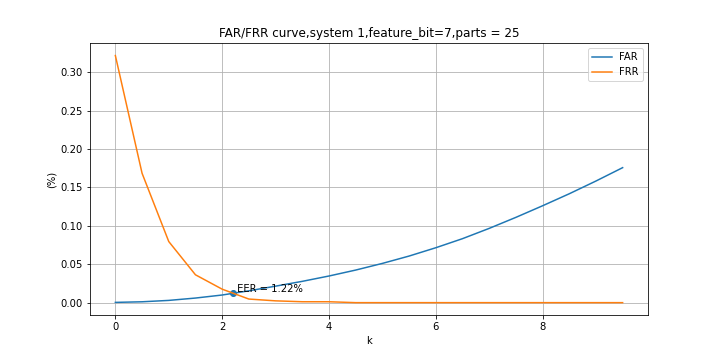 FAR/FRR curve,system 1,feature_bit=7,parts = 25
FAR
FRR
0.30
0.25
0.20
0.15
0.10
0.05
0.00
(%)
EER = 1.22%
0
2
4
6
8
k